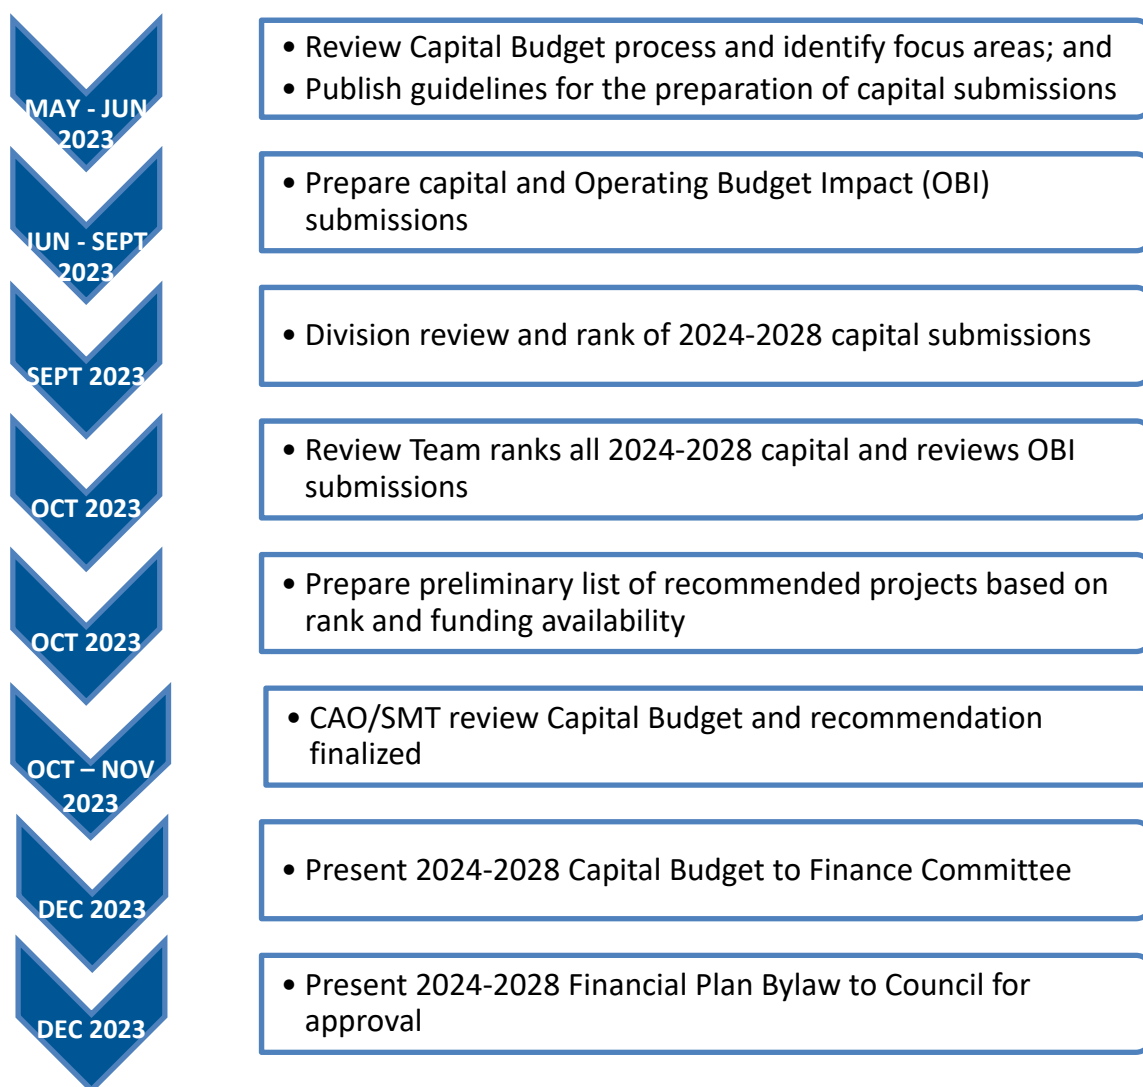 MAY - JUN
2023
• Review Capital Budget process and identify focus areas; and
• Publish guidelines for the preparation of capital submissions
JUN - SEPT
2023
• Prepare capital and Operating Budget Impact (OBI)
submissions
SEPT 2023
• Division review and rank of 2024-2028 capital submissions
OCT 2023
• Review Team ranks all 2024-2028 capital and reviews OBI
submissions
OCT 2023
• Prepare preliminary list of recommended projects based on
rank and funding availability
OCT – NOV
2023
• CAO/SMT review Capital Budget and recommendation
finalized
DEC 2023
• Present 2024-2028 Capital Budget to Finance Committee
DEC 2023
• Present 2024-2028 Financial Plan Bylaw to Council for
approval